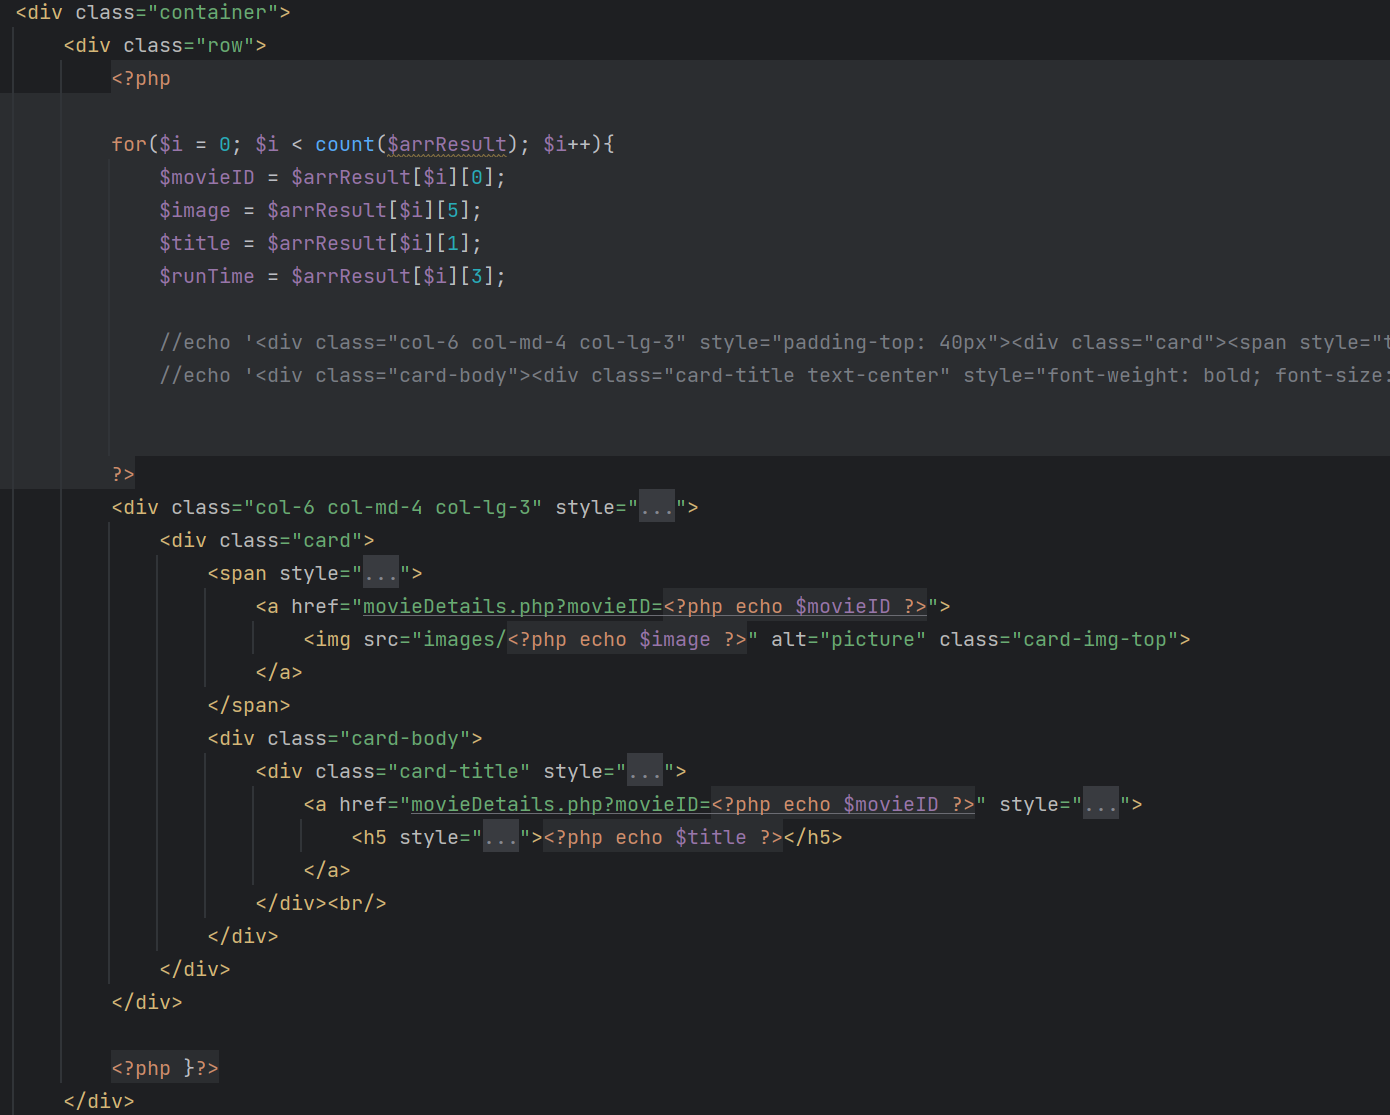 <div class="container">
    <div class="row">
        <?php

        for($i = 0; $i < count($arrResult); $i++){
            $movieID = $arrResult[$i][0];
            $image = $arrResult[$i][5];
            $title = $arrResult[$i][1];
            $runTime = $arrResult[$i][3];

            //echo '<div class="col-6 col-md-4 col-lg-3" style="padding-top: 40px"><div class="card"><span style="t
            //echo '<div class="card-body"><div class="card-title text-center" style="font-weight: bold; font-size:


        ?>
        <div class="col-6 col-md-4 col-lg-3" style="...">
            <div class="card">
                <span style="...">
                    <a href="movieDetails.php?movieID=<?php echo $movieID ?>">
                        <img src="images/<?php echo $image ?>" alt="picture" class="card-img-top">
                    </a>
                </span>
                <div class="card-body">
                    <div class="card-title" style="...">
                        <a href="movieDetails.php?movieID=<?php echo $movieID ?>" style="...">
                            <h5 style="..."><?php echo $title ?></h5>
                        </a>
                    </div><br/>
                </div>
            </div>
        </div>

        <?php }?>
    </div>